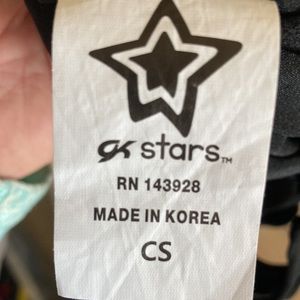 GK stars™
RN 143928
MADE IN KOREA
CS